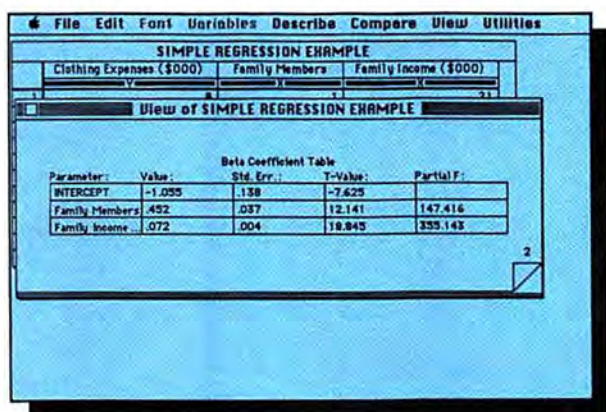 File Edit Font Variables Describe Compare View Utilities
SIMPLE REGRESSION EXAMPLE
Clothing Expenses ($000) Family Members Family Income ($000)
View of SIMPLE REGRESSION EXAMPLE
Beta Coefficient Table
Parameter: Value: Std. Err.: T-Value: Partial F:
INTERCEPT -1.055 .138 -7.625
Family Members .452 .037 12.141 147.416
Family Income ... .072 .004 18.845 355.143
2